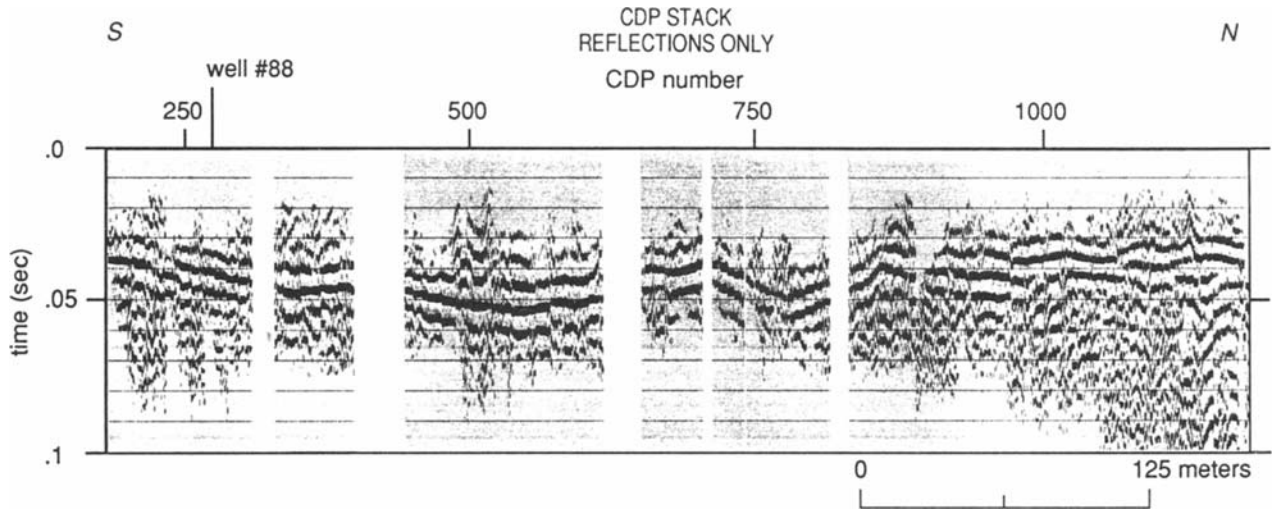 CDP STACK
REFLECTIONS ONLY
S
N
well #88
CDP number
250
500
750
1000
.0
.05
.1
time (sec)
0
125 meters